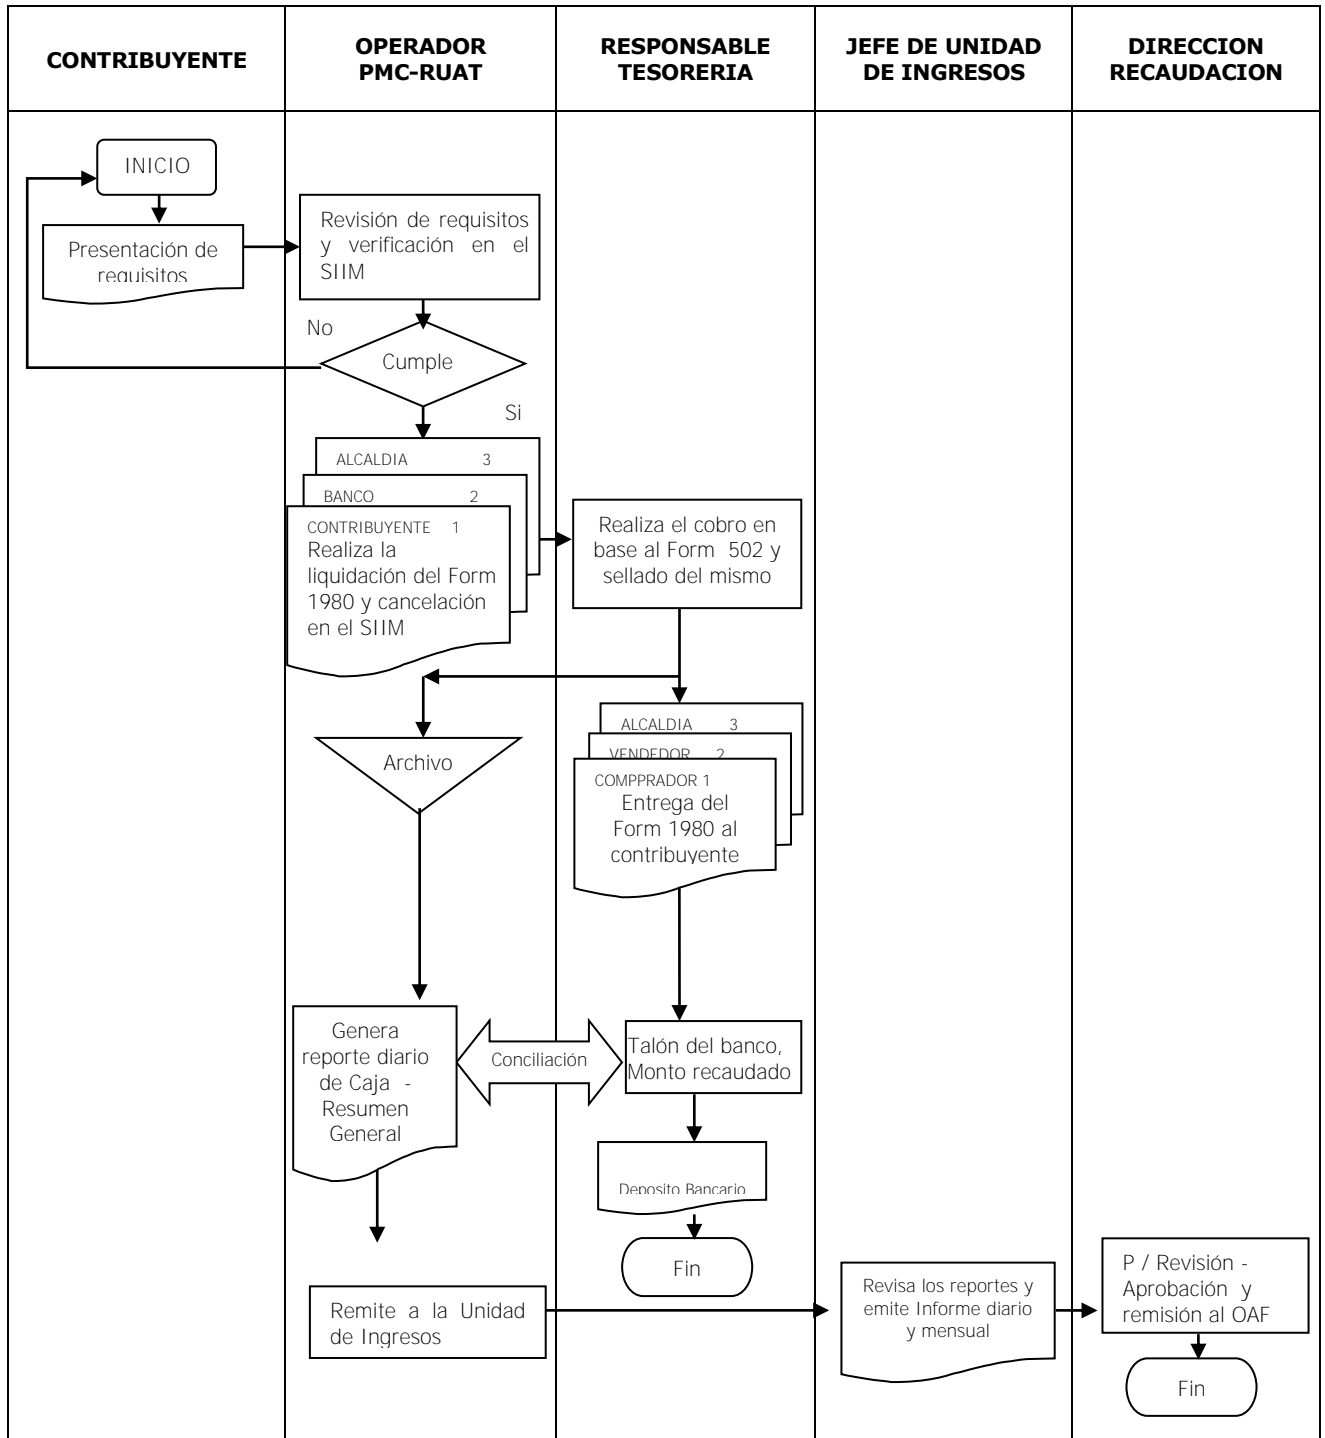 CONTRIBUYENTE
OPERADOR
PMC-RUAT
RESPONSABLE
TESORERIA
JEFE DE UNIDAD
DE INGRESOS
DIRECCION
RECAUDACION
INICIO
Presentación de
requisitos
Revisión de requisitos
y verificación en el
SIIM
No
Cumple
Si
ALCALDIA 3
BANCO 2
CONTRIBUYENTE 1
Realiza la
liquidación del Form
1980 y cancelación
en el SIIM
Realiza el cobro en
base al Form 502 y
sellado del mismo
Archivo
ALCALDIA 3
VENDEDOR 2
COMPPRADOR 1
Entrega del
Form 1980 al
contribuyente
Genera
reporte diario
de Caja -
Resumen
General
Conciliación
Talón del banco,
Monto recaudado
Deposito Bancario
Fin
Remite a la Unidad
de Ingresos
Revisa los reportes y
emite Informe diario
y mensual
P / Revisión -
Aprobación y
remisión al OAF
Fin